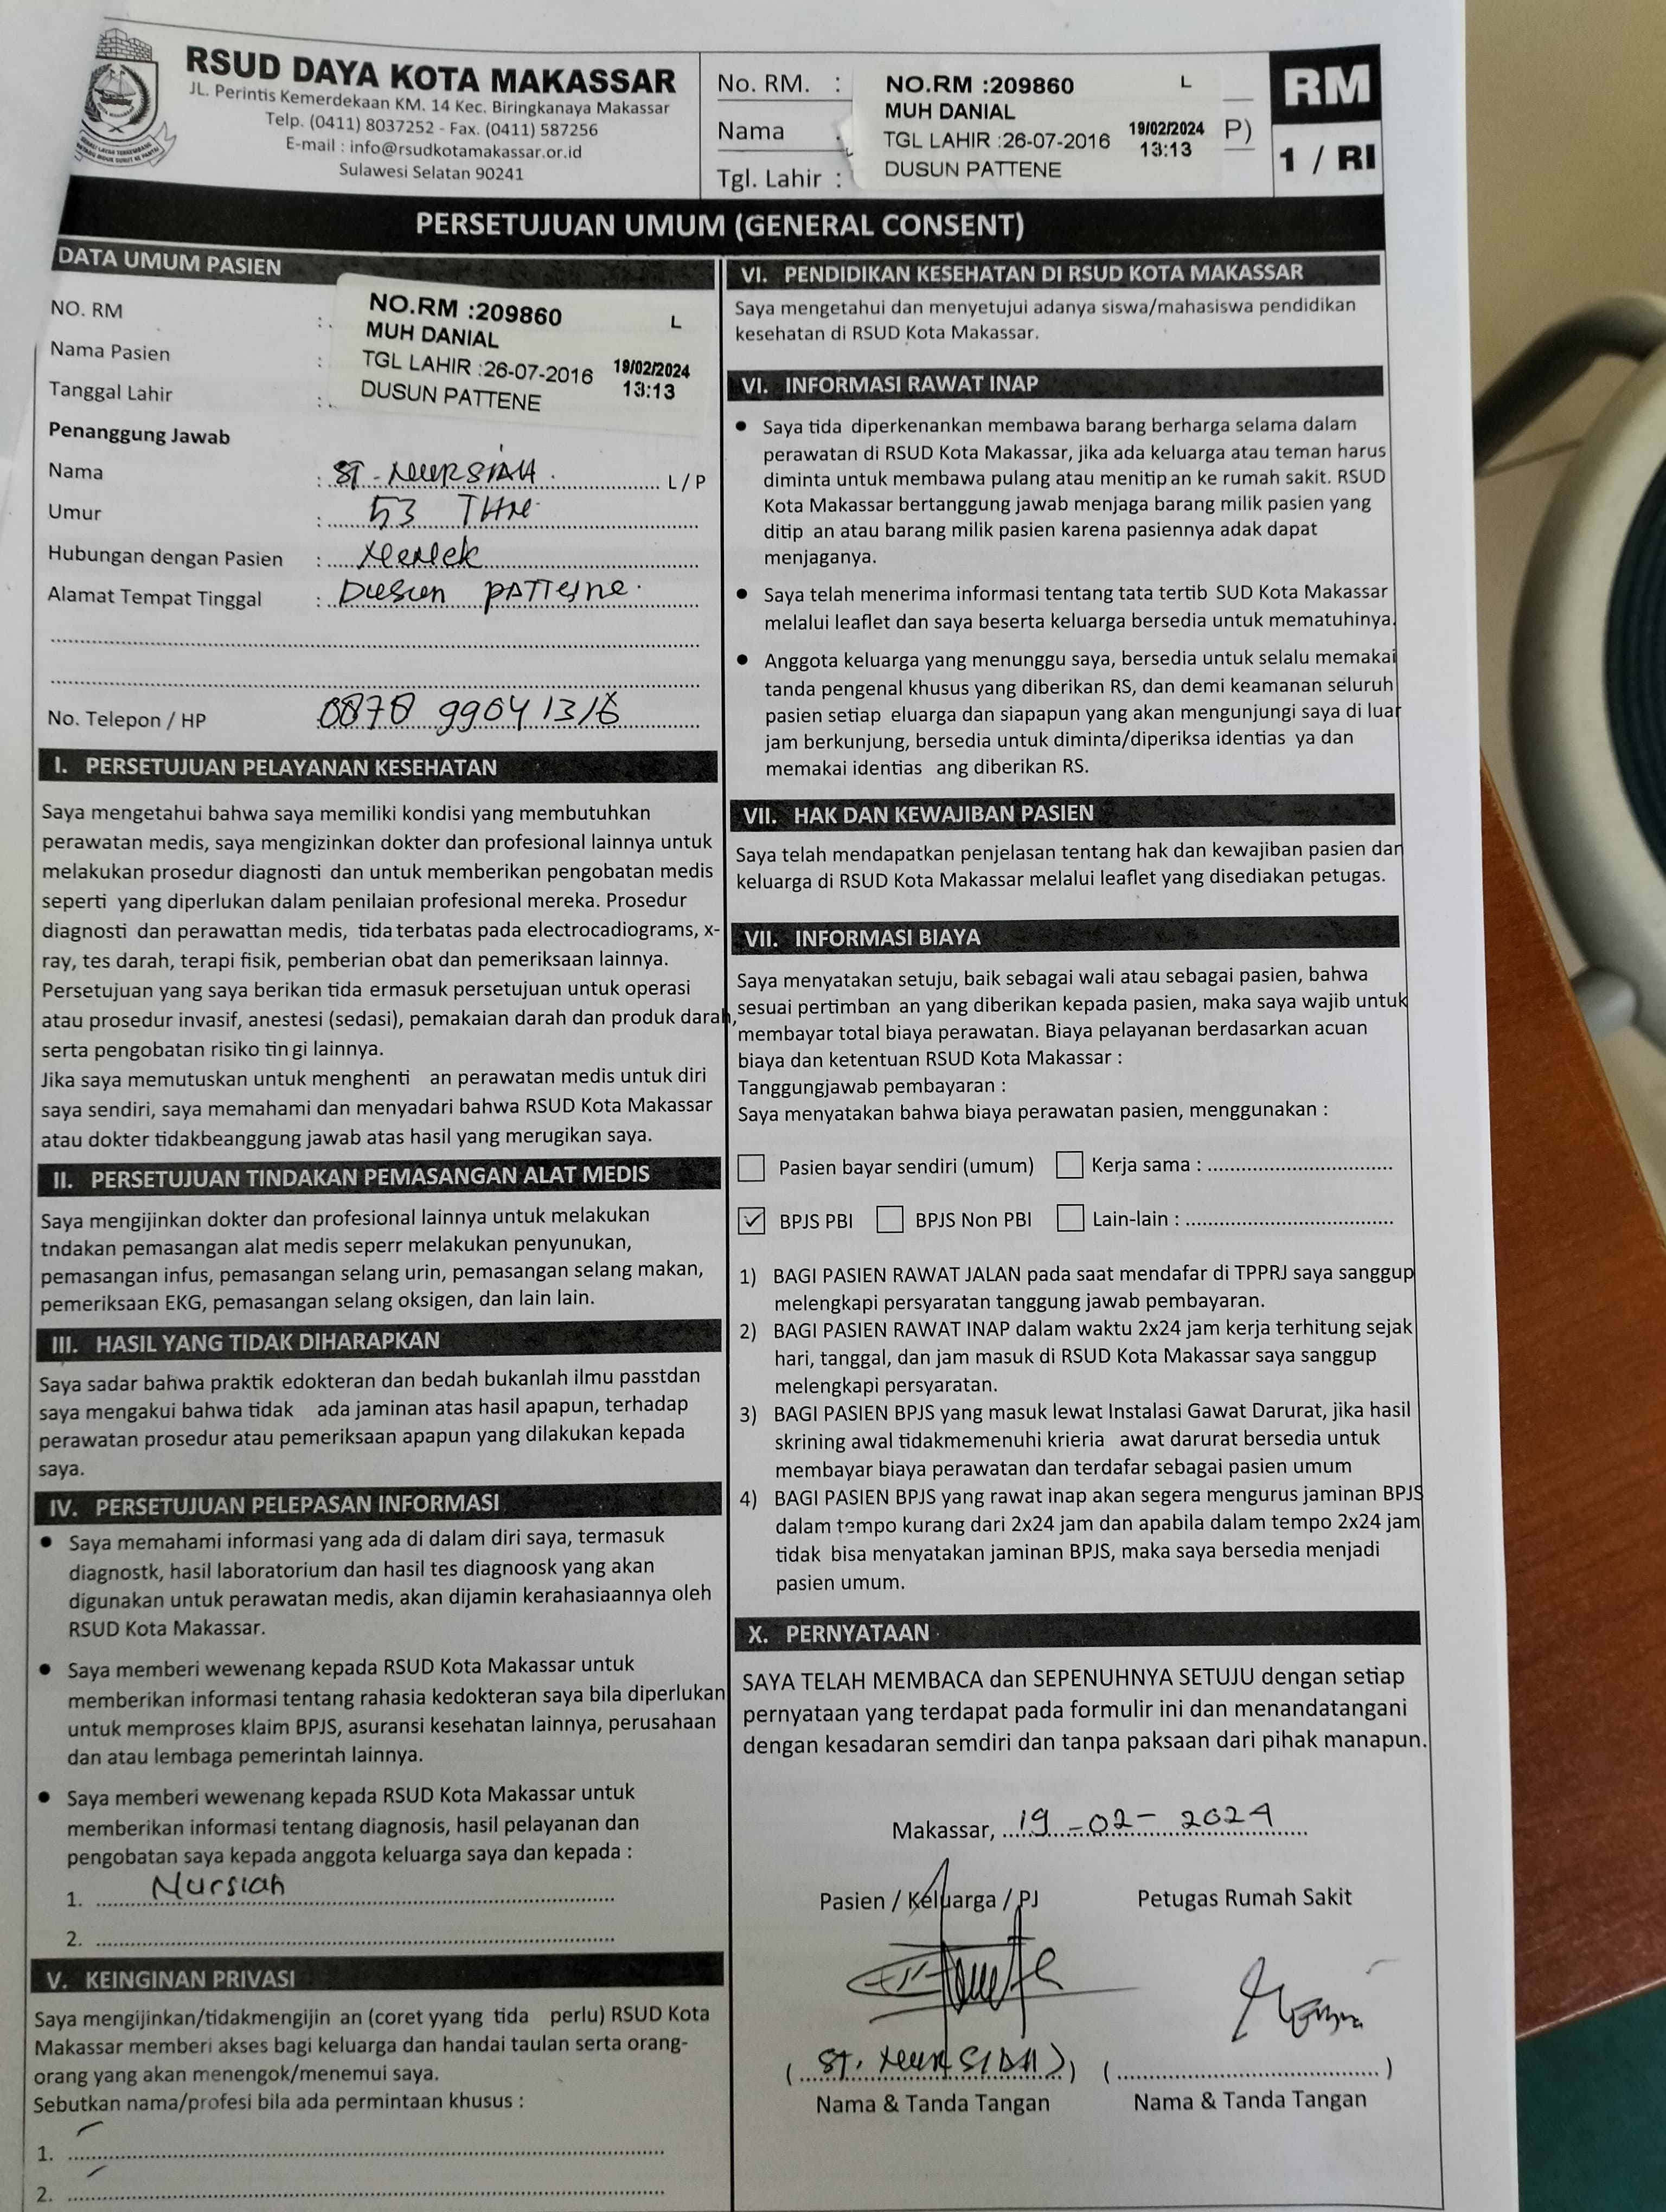 RSUD DAYA KOTA MAKASSAR
JL. Perintis Kemerdekaan KM. 14 Kec. Biringkanaya Makassar
Telp. (0411) 8037252 - Fax. (0411) 587256
E-mail : info@rsudkotamakassar.or.id
Sulawesi Selatan 90241
No. RM. :
Nama
Tgl. Lahir :
NO.RM :209860 L
MUH DANIAL
TGL LAHIR :26-07-2016 19/02/2024 13:13
DUSUN PATTENE
P)
RM
1 / RI
PERSETUJUAN UMUM (GENERAL CONSENT)
DATA UMUM PASIEN
NO. RM :
Nama Pasien :
Tanggal Lahir :
NO.RM :209860 L
MUH DANIAL
TGL LAHIR :26-07-2016 19/02/2024
DUSUN PATTENE 13:13
Penanggung Jawab
Nama : ST. NURSIAH L / P
Umur : 53 THN
Hubungan dengan Pasien : Nenek
Alamat Tempat Tinggal : Dusun PATTene
No. Telepon / HP
I. PERSETUJUAN PELAYANAN KESEHATAN
Saya mengetahui bahwa saya memiliki kondisi yang membutuhkan
perawatan medis, saya mengizinkan dokter dan profesional lainnya untuk
melakukan prosedur diagnosti dan untuk memberikan pengobatan medis
seperti yang diperlukan dalam penilaian profesional mereka. Prosedur
diagnosti dan perawattan medis, tida terbatas pada electrocadiograms, x-
ray, tes darah, terapi fisik, pemberian obat dan pemeriksaan lainnya.
Persetujuan yang saya berikan tida ermasuk persetujuan untuk operasi
atau prosedur invasif, anestesi (sedasi), pemakaian darah dan produk darah,
serta pengobatan risiko tin gi lainnya.
Jika saya memutuskan untuk menghenti an perawatan medis untuk diri
saya sendiri, saya memahami dan menyadari bahwa RSUD Kota Makassar
atau dokter tidakbeanggung jawab atas hasil yang merugikan saya.
II. PERSETUJUAN TINDAKAN PEMASANGAN ALAT MEDIS
Saya mengijinkan dokter dan profesional lainnya untuk melakukan
tndakan pemasangan alat medis seperr melakukan penyunukan,
pemasangan infus, pemasangan selang urin, pemasangan selang makan,
pemeriksaan EKG, pemasangan selang oksigen, dan lain lain.
III. HASIL YANG TIDAK DIHARAPKAN
Saya sadar bahwa praktik edokteran dan bedah bukanlah ilmu passtdan
saya mengakui bahwa tidak ada jaminan atas hasil apapun, terhadap
perawatan prosedur atau pemeriksaan apapun yang dilakukan kepada
saya.
IV. PERSETUJUAN PELEPASAN INFORMASI
• Saya memahami informasi yang ada di dalam diri saya, termasuk
diagnostk, hasil laboratorium dan hasil tes diagnoosk yang akan
digunakan untuk perawatan medis, akan dijamin kerahasiaannya oleh
RSUD Kota Makassar.
• Saya memberi wewenang kepada RSUD Kota Makassar untuk
memberikan informasi tentang rahasia kedokteran saya bila diperlukan
untuk memproses klaim BPJS, asuransi kesehatan lainnya, perusahaan
dan atau lembaga pemerintah lainnya.
• Saya memberi wewenang kepada RSUD Kota Makassar untuk
memberikan informasi tentang diagnosis, hasil pelayanan dan
pengobatan saya kepada anggota keluarga saya dan kepada :
1. Nursiah
2.
V. KEINGINAN PRIVASI
Saya mengijinkan/tidakmengijin an (coret yyang tida perlu) RSUD Kota
Makassar memberi akses bagi keluarga dan handai taulan serta orang-
orang yang akan menengok/menemui saya.
Sebutkan nama/profesi bila ada permintaan khusus :
1.
2.
VI. PENDIDIKAN KESEHATAN DI RSUD KOTA MAKASSAR
Saya mengetahui dan menyetujui adanya siswa/mahasiswa pendidikan
kesehatan di RSUD Kota Makassar.
VI. INFORMASI RAWAT INAP
• Saya tida diperkenankan membawa barang berharga selama dalam
perawatan di RSUD Kota Makassar, jika ada keluarga atau teman harus
diminta untuk membawa pulang atau menitip an ke rumah sakit. RSUD
Kota Makassar bertanggung jawab menjaga barang milik pasien yang
ditip an atau barang milik pasien karena pasiennya adak dapat
menjaganya.
• Saya telah menerima informasi tentang tata tertib SUD Kota Makassar
melalui leaflet dan saya beserta keluarga bersedia untuk mematuhinya.
• Anggota keluarga yang menunggu saya, bersedia untuk selalu memakai
tanda pengenal khusus yang diberikan RS, dan demi keamanan seluruh
pasien setiap eluarga dan siapapun yang akan mengunjungi saya di luar
jam berkunjung, bersedia untuk diminta/diperiksa identias ya dan
memakai identias ang diberikan RS.
VII. HAK DAN KEWAJIBAN PASIEN
Saya telah mendapatkan penjelasan tentang hak dan kewajiban pasien dan
keluarga di RSUD Kota Makassar melalui leaflet yang disediakan petugas.
VII. INFORMASI BIAYA
Saya menyatakan setuju, baik sebagai wali atau sebagai pasien, bahwa
sesuai pertimban an yang diberikan kepada pasien, maka saya wajib untuk
membayar total biaya perawatan. Biaya pelayanan berdasarkan acuan
biaya dan ketentuan RSUD Kota Makassar :
Tanggungjawab pembayaran :
Saya menyatakan bahwa biaya perawatan pasien, menggunakan :
☐ Pasien bayar sendiri (umum) ☐ Kerja sama :
☑ BPJS PBI ☐ BPJS Non PBI ☐ Lain-lain :
1) BAGI PASIEN RAWAT JALAN pada saat mendafar di TPPRJ saya sanggup
melengkapi persyaratan tanggung jawab pembayaran.
2) BAGI PASIEN RAWAT INAP dalam waktu 2x24 jam kerja terhitung sejak
hari, tanggal, dan jam masuk di RSUD Kota Makassar saya sanggup
melengkapi persyaratan.
3) BAGI PASIEN BPJS yang masuk lewat Instalasi Gawat Darurat, jika hasil
skrining awal tidakmemenuhi krieria awat darurat bersedia untuk
membayar biaya perawatan dan terdafar sebagai pasien umum
4) BAGI PASIEN BPJS yang rawat inap akan segera mengurus jaminan BPJS
dalam tempo kurang dari 2x24 jam dan apabila dalam tempo 2x24 jam
tidak bisa menyatakan jaminan BPJS, maka saya bersedia menjadi
pasien umum.
X. PERNYATAAN
SAYA TELAH MEMBACA dan SEPENUHNYA SETUJU dengan setiap
pernyataan yang terdapat pada formulir ini dan menandatangani
dengan kesadaran semdiri dan tanpa paksaan dari pihak manapun.
Makassar, 19-02-2024
Pasien / Keluarga / PJ Petugas Rumah Sakit
(ST. NURSIAH) ( )
Nama & Tanda Tangan Nama & Tanda Tangan